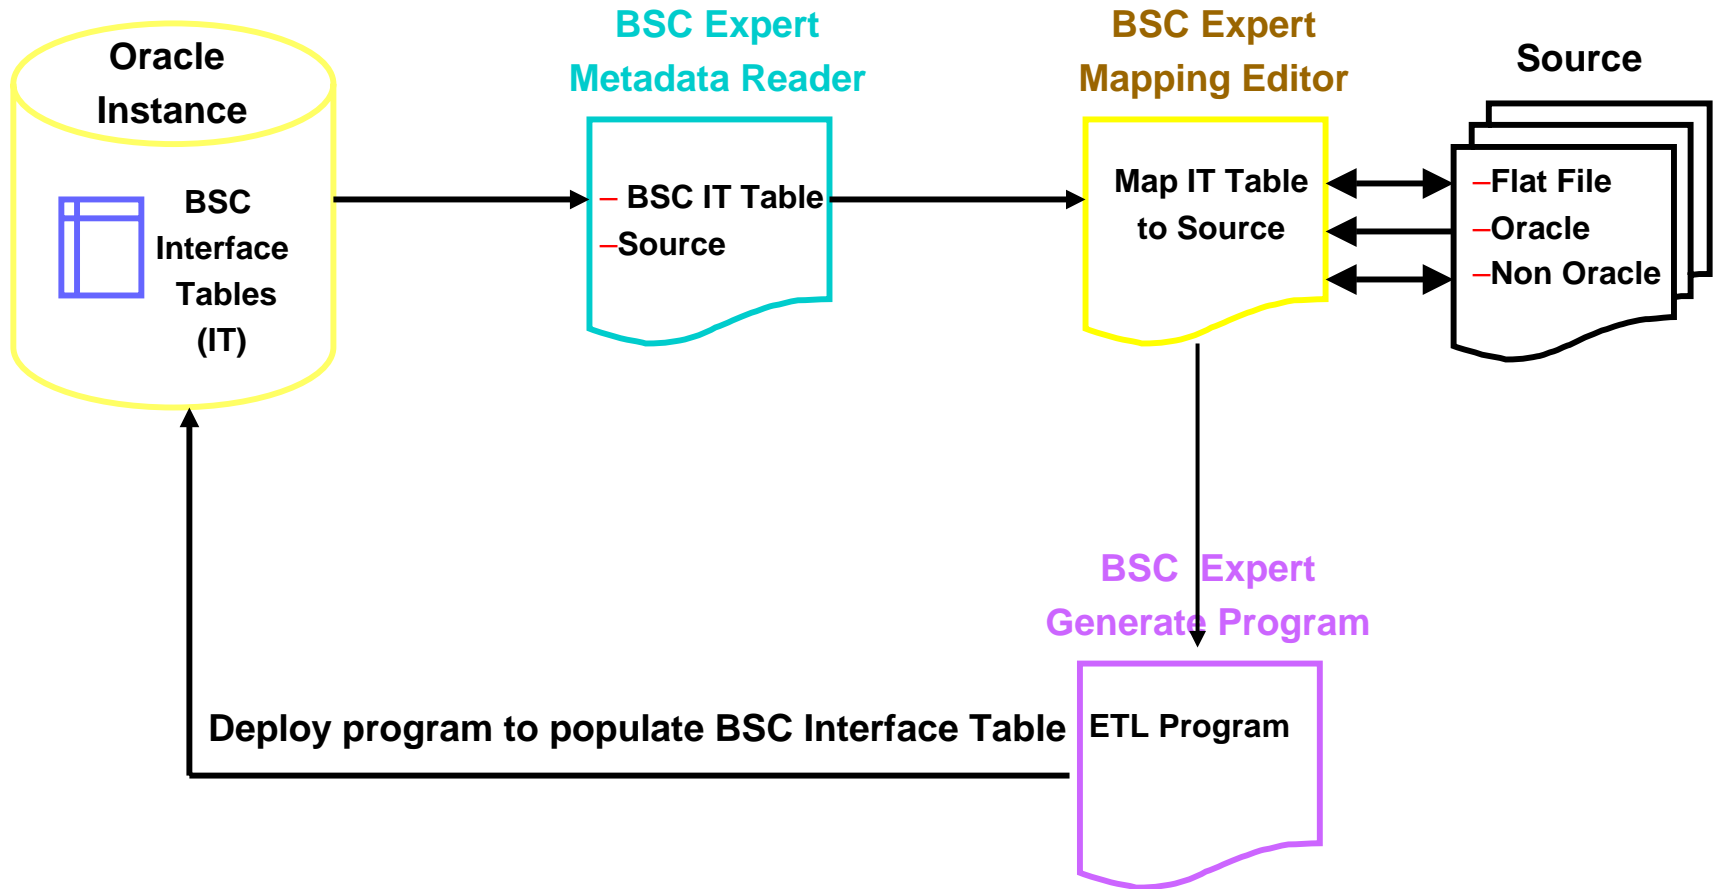 Oracle
Instance
BSC
Interface
Tables
(IT)
BSC Expert
Metadata Reader
– BSC IT Table
–Source
BSC Expert
Mapping Editor
Map IT Table
to Source
Source
–Flat File
–Oracle
–Non Oracle
BSC Expert
Generate Program
ETL Program
Deploy program to populate BSC Interface Table